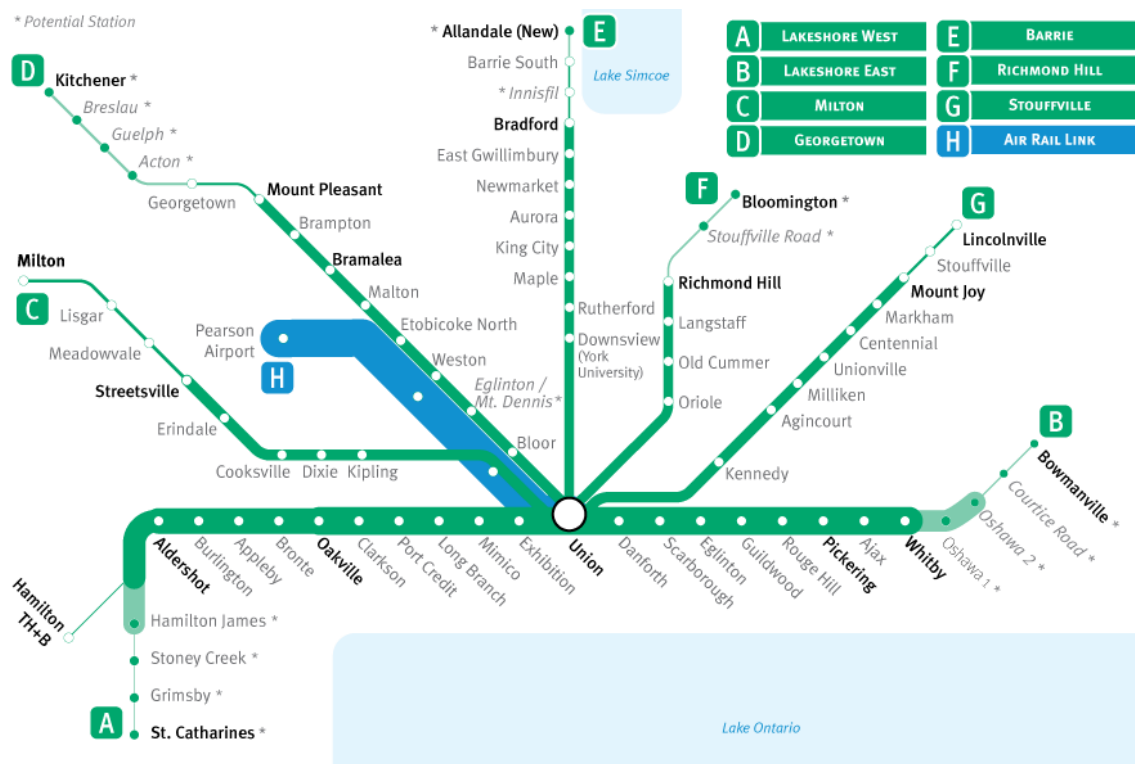 * Potential Station
A LAKESHORE WEST
B LAKESHORE EAST
C MILTON
D GEORGETOWN
E BARRIE
F RICHMOND HILL
G STOUFFVILLE
H AIR RAIL LINK
D
Kitchener *
Breslau *
Guelph *
Acton *
Georgetown
Mount Pleasant
Brampton
Bramalea
Malton
Etobicoke North
Weston
Eglinton /
Mt. Dennis *
Bloor
Milton
C
Lisgar
Meadowvale
Streetsville
Erindale
Cooksville
Dixie
Kipling
Pearson
Airport
H
* Allandale (New)
E
Barrie South
* Innisfil
Bradford
East Gwillimbury
Newmarket
Aurora
King City
Maple
Rutherford
Downsview
(York
University)
Lake Simcoe
F
Bloomington *
Stouffville Road *
Richmond Hill
Langstaff
Old Cummer
Oriole
G
Lincolnville
Stouffville
Mount Joy
Markham
Centennial
Unionville
Milliken
Agincourt
Kennedy
B
Bowmanville *
Courtice Road *
Oshawa 2 *
Oshawa 1 *
Whitby
Ajax
Pickering
Rouge Hill
Guildwood
Eglinton
Scarborough
Danforth
Union
Exhibition
Mimico
Long Branch
Port Credit
Clarkson
Oakville
Bronte
Appleby
Burlington
Aldershot
Hamilton
TH+B
Hamilton James *
Stoney Creek *
Grimsby *
A
St. Catharines *
Lake Ontario